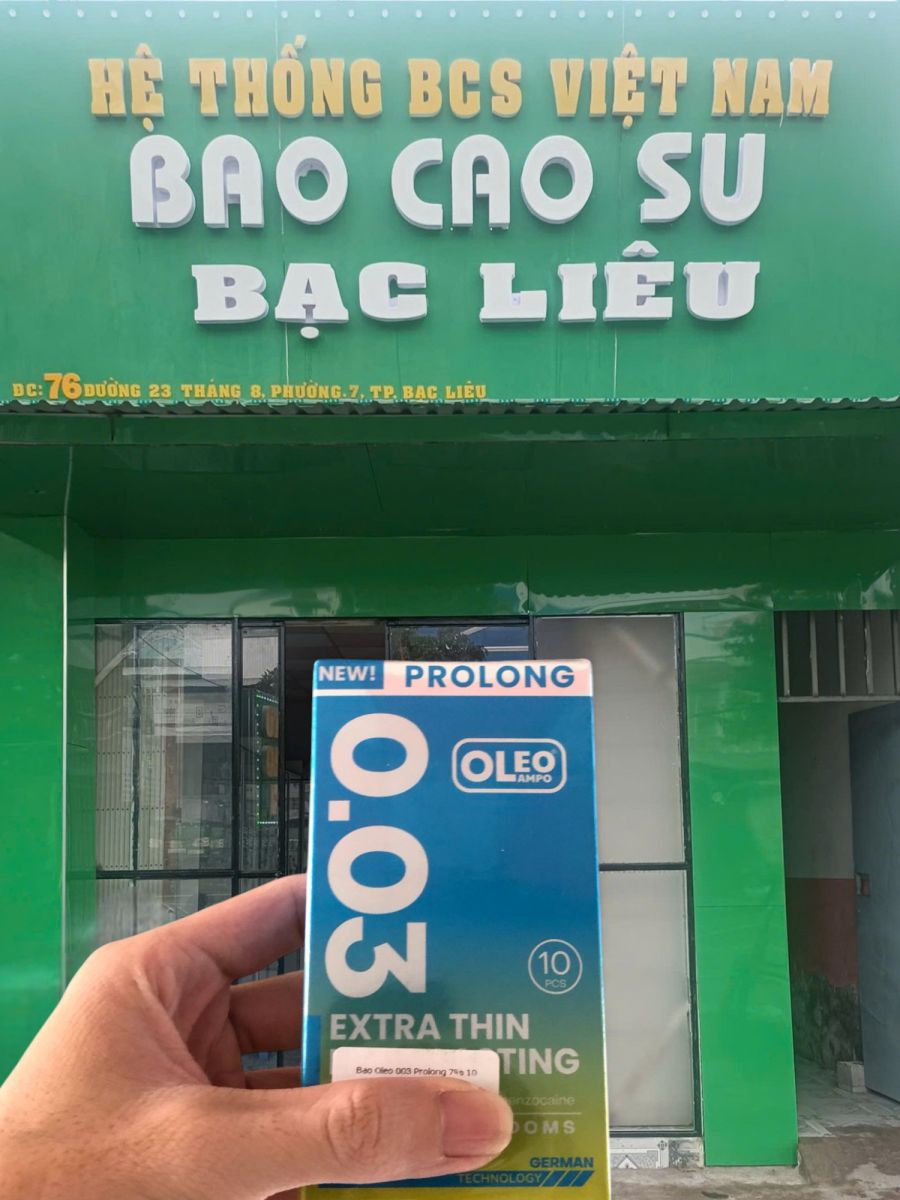 HỆ THỐNG BCS VIỆT NAM
BAO CAO SU
BẠC LIÊU
ĐC: 76 ĐƯỜNG 23 THÁNG 8, PHƯỜNG.7, TP. BẠC LIÊU
NEW! PROLONG
0.03
OLEO
AMPO
10
PCS
EXTRA THIN
Bao Oleo 003 Prolong
GERMAN
TECHNOLOGY